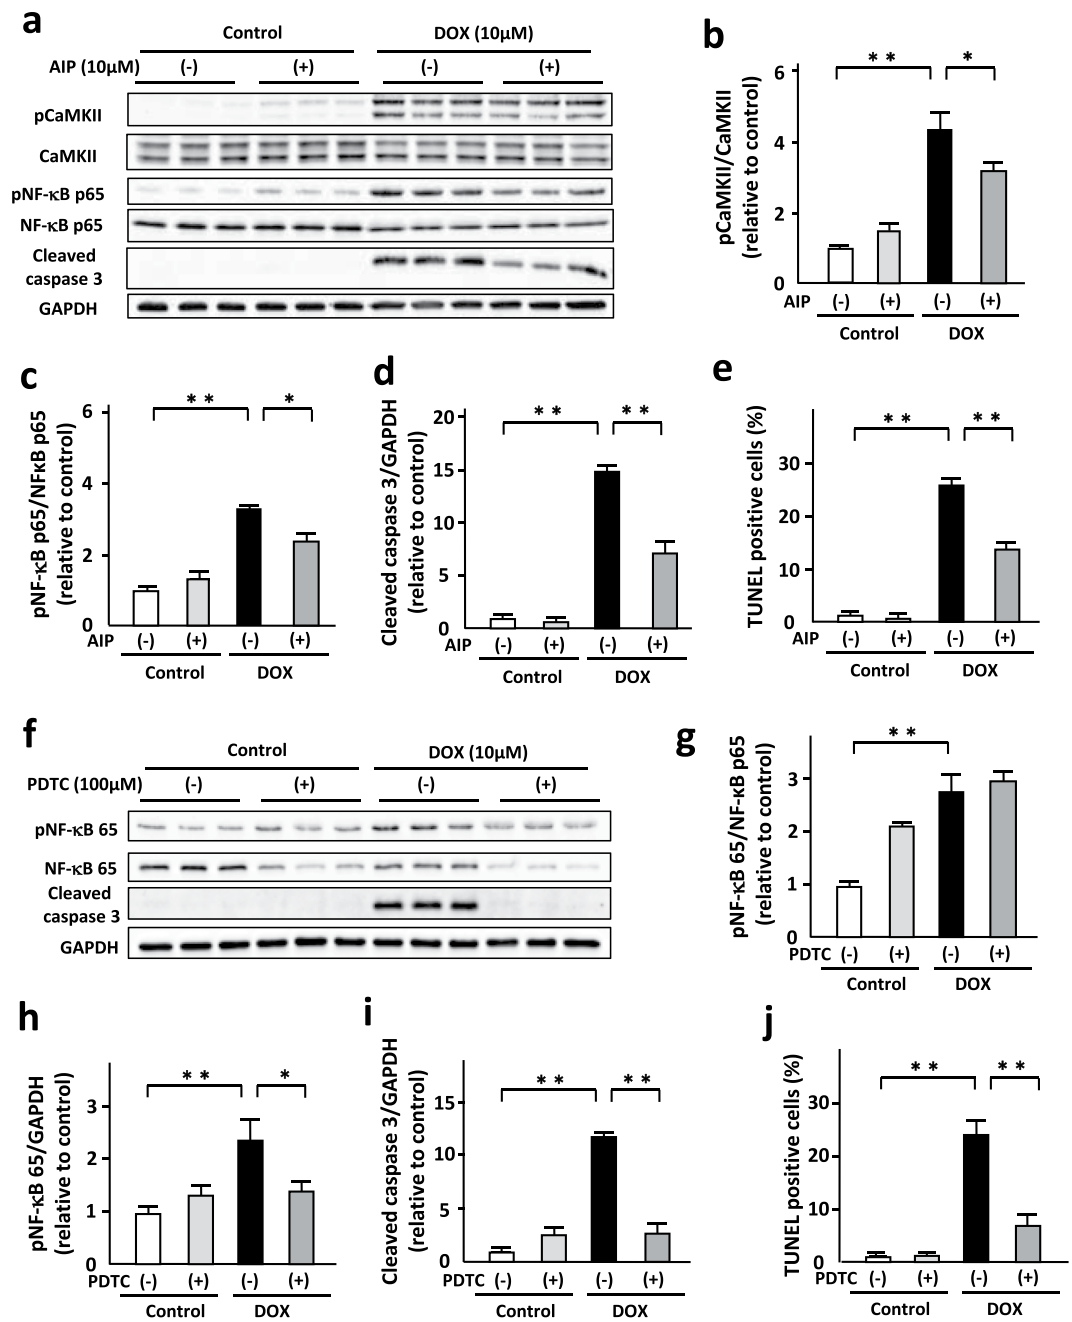 a
Control
DOX (10µM)
AIP (10µM)
(-)
(+)
(-)
(+)
pCaMKII
CaMKII
pNF-κB p65
NF-κB p65
Cleaved
caspase 3
GAPDH
b
pCaMKII/CaMKII
(relative to control)
6
4
2
0
* *
*
AIP
(-)
(+)
(-)
(+)
Control
DOX
c
pNF-κB p65/NFκB p65
(relative to control)
6
4
2
0
* *
*
AIP
(-)
(+)
(-)
(+)
Control
DOX
d
Cleaved caspase 3/GAPDH
(relative to control)
20
15
10
5
0
* *
* *
AIP
(-)
(+)
(-)
(+)
Control
DOX
e
TUNEL positive cells (%)
30
20
10
0
* *
* *
AIP
(-)
(+)
(-)
(+)
Control
DOX
f
Control
DOX (10µM)
PDTC (100µM)
(-)
(+)
(-)
(+)
pNF-κB 65
NF-κB 65
Cleaved
caspase 3
GAPDH
g
pNF-κB 65/NF-κB p65
(relative to control)
3
2
1
0
* *
PDTC
(-)
(+)
(-)
(+)
Control
DOX
h
pNF-κB 65/GAPDH
(relative to control)
3
2
1
0
* *
*
PDTC
(-)
(+)
(-)
(+)
Control
DOX
i
Cleaved caspase 3/GAPDH
(relative to control)
15
10
5
0
* *
* *
PDTC
(-)
(+)
(-)
(+)
Control
DOX
j
TUNEL positive cells (%)
30
20
10
0
* *
* *
PDTC
(-)
(+)
(-)
(+)
Control
DOX